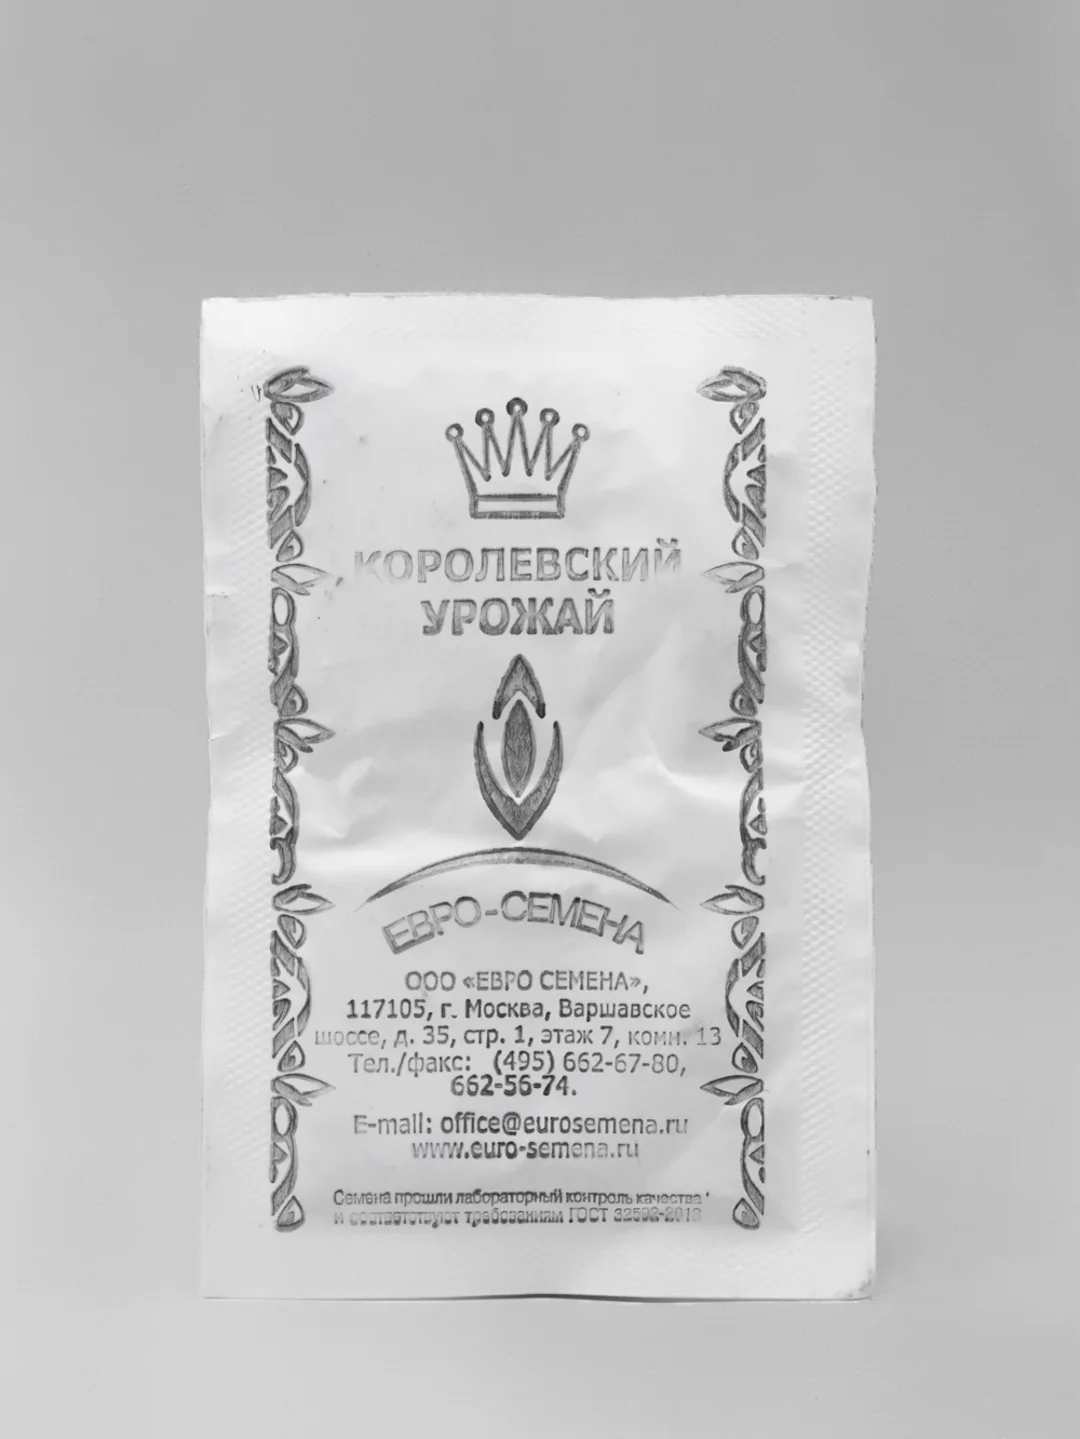 КОРОЛЕВСКИЙ
УРОЖАЙ
ЕВРО-СЕМЕНА
ООО «ЕВРО СЕМЕНА»,
117105, г. Москва, Варшавское
шоссе, д. 35, стр. 1, этаж 7, комн. 13
Тел./факс: (495) 662-67-80,
662-56-74.
E-mail: office@eurosemena.ru
www.euro-semena.ru
Семена прошли лабораторный контроль качества
и соответствуют требованиям ГОСТ 32592-2013